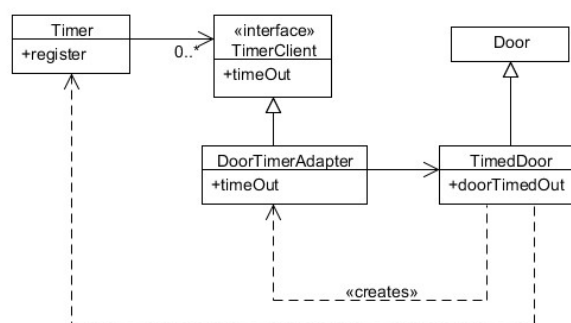 Timer
+register
0..*
«interface»
TimerClient
+timeOut
Door
DoorTimerAdapter
+timeOut
TimedDoor
+doorTimedOut
«creates»